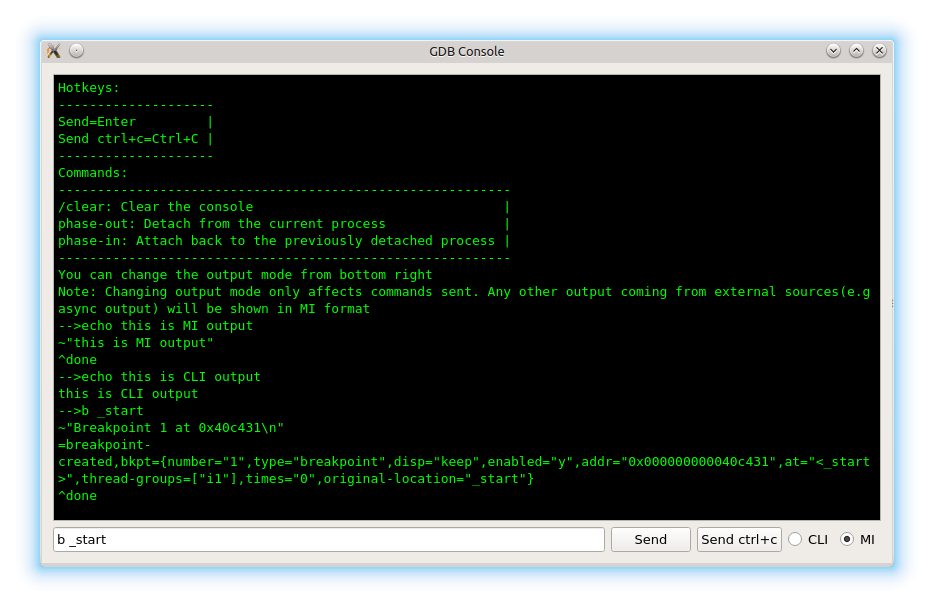 GDB Console
Hotkeys:
--------------------
Send=Enter         |
Send ctrl+c=Ctrl+C |
--------------------
Commands:
----------------------------------------------------------
/clear: Clear the console                                |
phase-out: Detach from the current process               |
phase-in: Attach back to the previously detached process |
----------------------------------------------------------
You can change the output mode from bottom right
Note: Changing output mode only affects commands sent. Any other output coming from external sources(e.g
async output) will be shown in MI format
-->echo this is MI output
~"this is MI output"
^done
-->echo this is CLI output
this is CLI output
-->b _start
~"Breakpoint 1 at 0x40c431\n"
=breakpoint-
created,bkpt={number="1",type="breakpoint",disp="keep",enabled="y",addr="0x000000000040c431",at="<_start
>",thread-groups=["i1"],times="0",original-location="_start"}
^done
b _start Send Send ctrl+c CLI MI